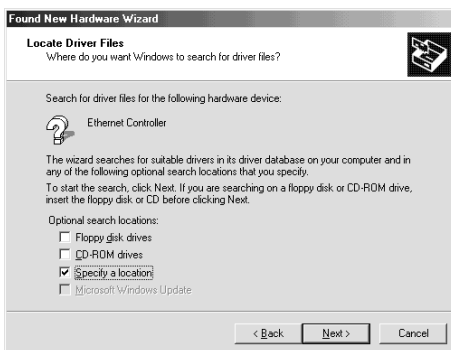 Found New Hardware Wizard
Locate Driver Files
Where do you want Windows to search for driver files?
Search for driver files for the following hardware device:
Ethernet Controller
The wizard searches for suitable drivers in its driver database on your computer and in
any of the following optional search locations that you specify.
To start the search, click Next. If you are searching on a floppy disk or CD-ROM drive,
insert the floppy disk or CD before clicking Next.
Optional search locations:
Floppy disk drives
CD-ROM drives
Specify a location
Microsoft Windows Update
< Back Next > Cancel